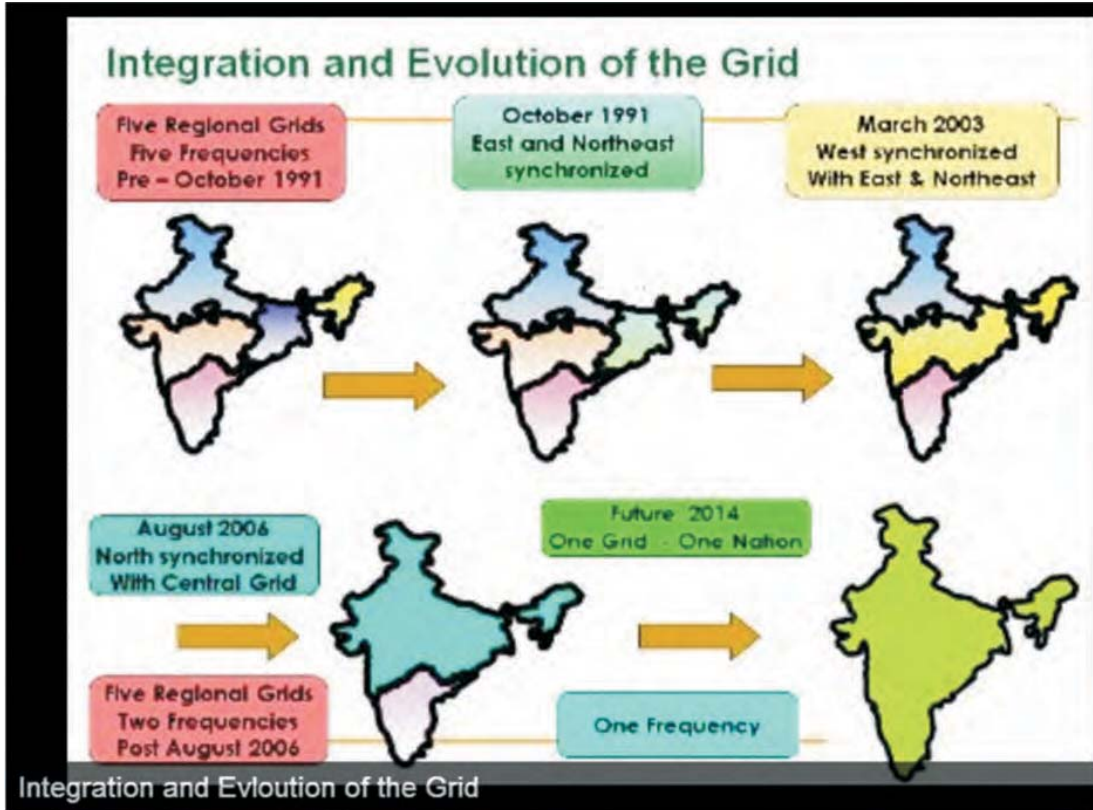 Integration and Evolution of the Grid
Five Regional Grids
Five Frequencies
Pre – October 1991
October 1991
East and Northeast
synchronized
March 2003
West synchronized
With East & Northeast
August 2006
North synchronized
With Central Grid
Future 2014
One Grid - One Nation
Five Regional Grids
Two Frequencies
Post August 2006
One Frequency
Integration and Evloution of the Grid